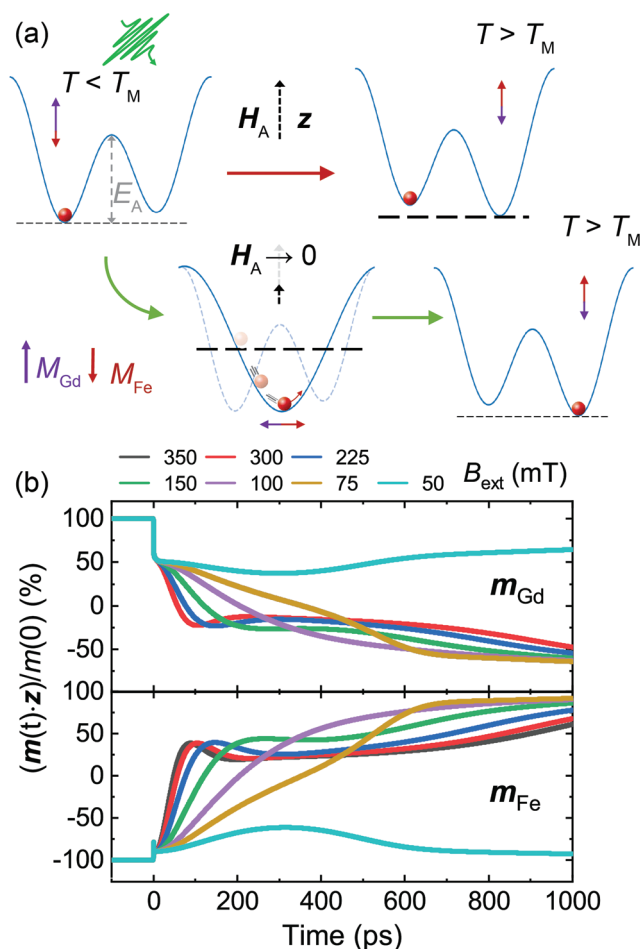 (a)
T < T_M
H_A z
T > T_M
E_A
H_A → 0
T > T_M
M_Gd M_Fe
350 300 225
150 100 75 50 B_ext (mT)
(b)
(m(t)·z)/m(0) (%)
100
50
0
-50
m_Gd
100
50
0
-50
-100
m_Fe
0 200 400 600 800 1000
Time (ps)